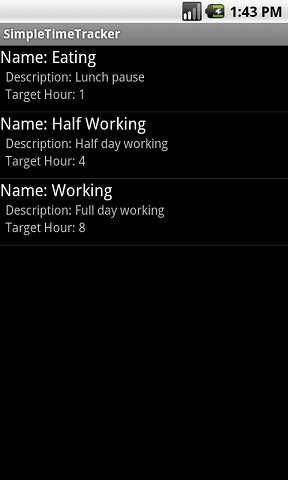 1:43 PM
SimpleTimeTracker
Name: Eating
Description: Lunch pause
Target Hour: 1
Name: Half Working
Description: Half day working
Target Hour: 4
Name: Working
Description: Full day working
Target Hour: 8